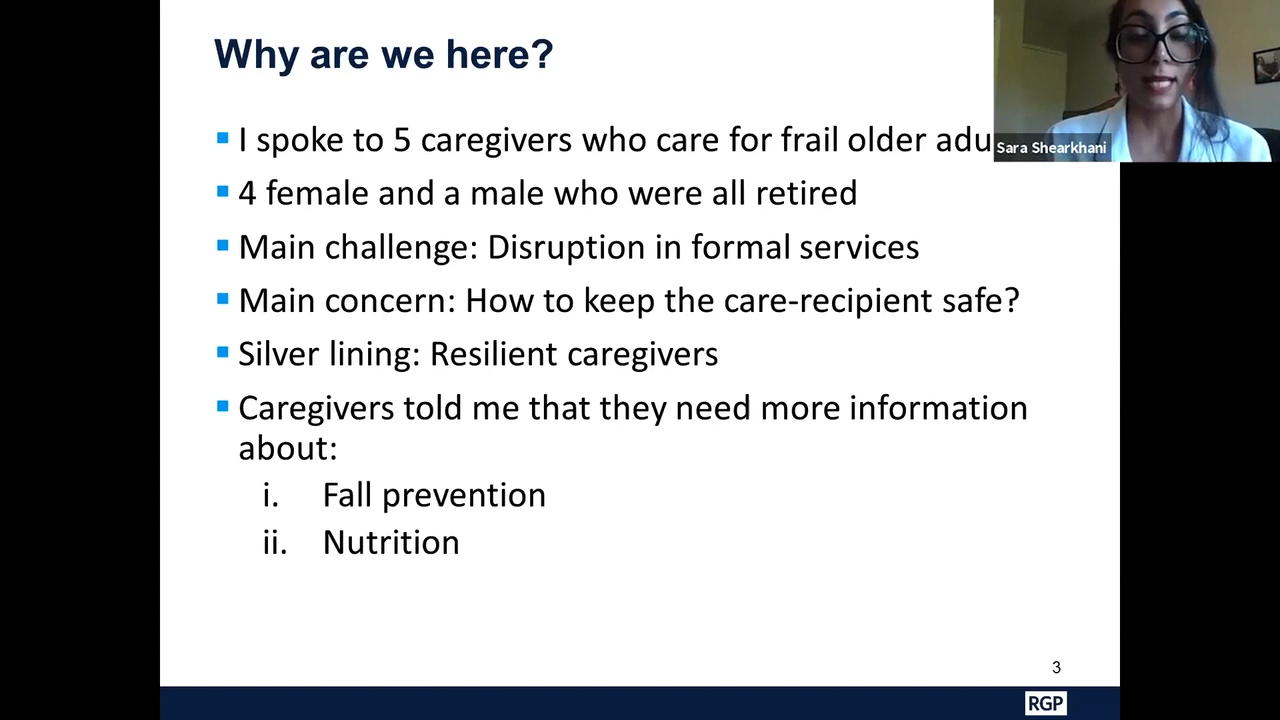 Why are we here?
I spoke to 5 caregivers who care for frail older adu
Sara Shearkhani
4 female and a male who were all retired
Main challenge: Disruption in formal services
Main concern: How to keep the care-recipient safe?
Silver lining: Resilient caregivers
Caregivers told me that they need more information
about:
i. Fall prevention
ii. Nutrition
3
RGP